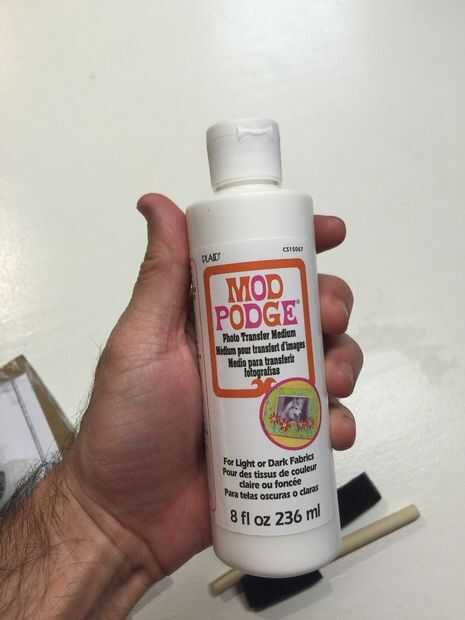 PLAID®
CS15067
MOD
PODGE®
Photo Transfer Medium
Médium pour transfert d'images
Medio para transferir
fotografías
For Light or Dark Fabrics
Pour des tissus de couleur
claire ou foncée
Para telas oscuras o claras
8 fl oz 236 ml